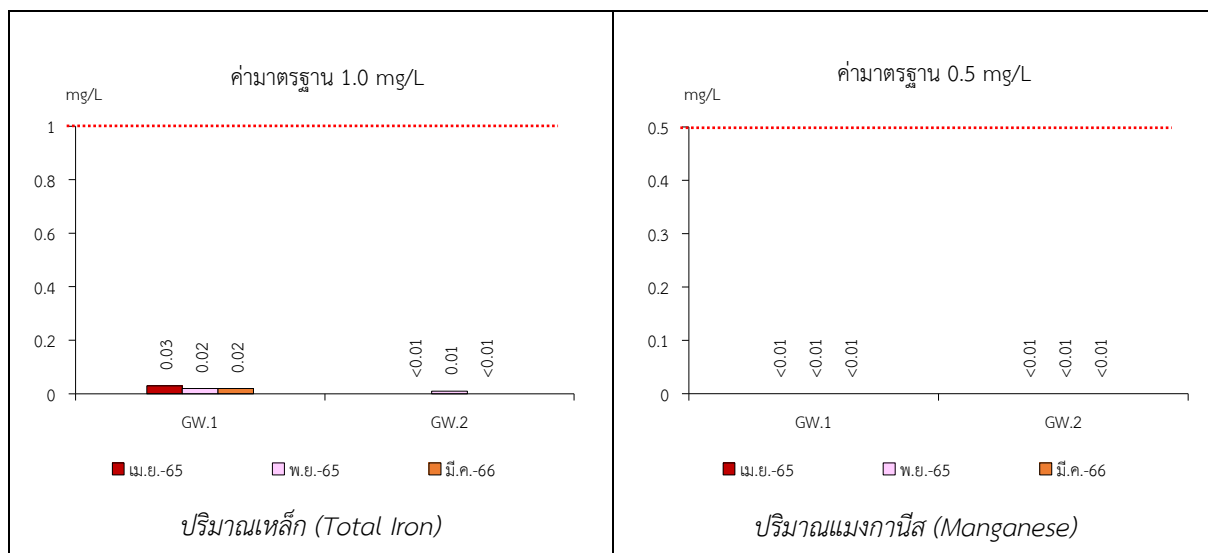 ค่ามาตรฐาน 1.0 mg/L
mg/L
1
0.8
0.6
0.4
0.2
0
0.03
0.02
0.02
<0.01
0.01
<0.01
GW.1
GW.2
เม.ย.-65
พ.ย.-65
มี.ค.-66
ปริมาณเหล็ก (Total Iron)
ค่ามาตรฐาน 0.5 mg/L
mg/L
0.5
0.4
0.3
0.2
0.1
0
<0.01
<0.01
<0.01
<0.01
<0.01
<0.01
GW.1
GW.2
เม.ย.-65
พ.ย.-65
มี.ค.-66
ปริมาณแมงกานีส (Manganese)